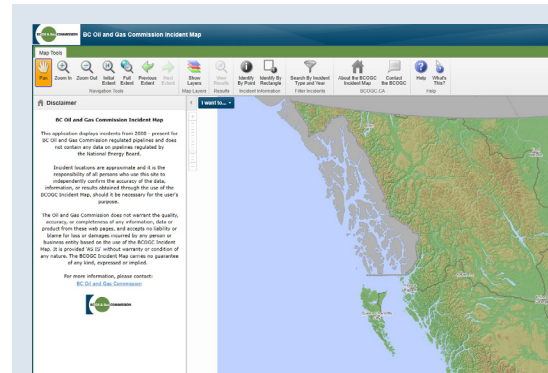 BC Oil and Gas Commission Incident Map
Map Tools
Pan
Zoom In
Zoom Out
Initial Extent
Full Extent
Previous Extent
Next Extent
Show Layers
View Results
Identify By Point
Identify By Rectangle
Search By Incident Type and Year
About the BCOGC Incident Map
Contact the BCOGC
Help
What's This?
Navigation Tools
Map Layers
Results
Incident Information
Filter Incidents
BCOGC CA
Help
Disclaimer
I want to...
BC Oil and Gas Commission Incident Map
This application displays incidents from 2000 - present for
BC Oil and Gas Commission regulated pipelines and does
not contain any data on pipelines regulated by
the National Energy Board.
Incident locations are approximate and it is the
responsibility of all persons who use this site to
independently confirm the accuracy of the data,
information, or results obtained through the use of the
BCOGC Incident Map, should it be necessary for the user's
purpose.
The Oil and Gas Commission does not warrant the quality,
accuracy, or completeness of any information, data or
product from these web pages, and accepts no liability or
blame for loss or damages incurred by any person or
business entity based on the use of the BCOGC Incident
Map. It is provided 'AS IS' without warranty or condition of
any nature. The BCOGC Incident Map carries no guarantee
of any kind, expressed or implied.
For more information, please contact:
BC Oil and Gas Commission